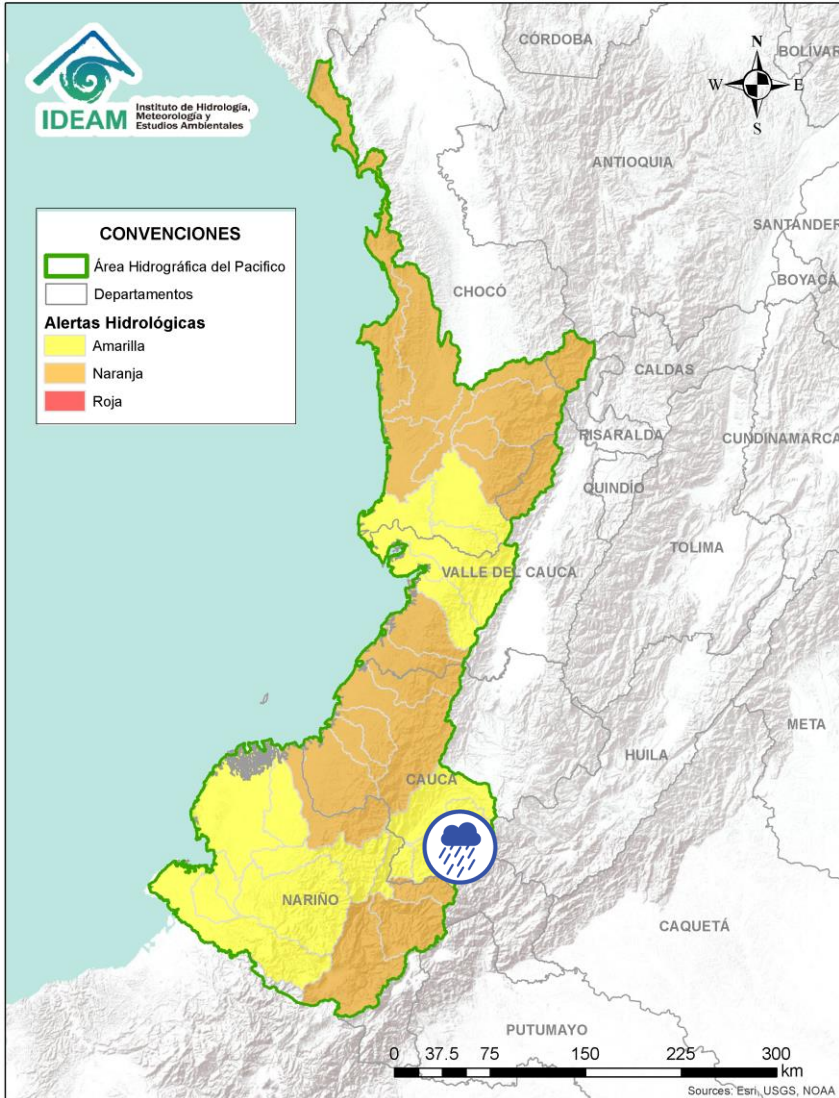 IDEAM
Instituto de Hidrología,
Meteorología y
Estudios Ambientales
CÓRDOBA
BOLÍVAR
N
W
E
S
ANTIOQUIA
SANTANDER
BOYACÁ
CONVENCIONES
Área Hidrográfica del Pacifico
Departamentos
Alertas Hidrológicas
Amarilla
Naranja
Roja
CHOCÓ
CALDAS
RISARALDA
CUNDINAMARCA
QUINDÍO
TOLIMA
VALLE DEL CAUCA
META
HUILA
CAUCA
NARIÑO
CAQUETÁ
PUTUMAYO
0 37.5 75 150 225 300
km
Sources: Esri, USGS, NOAA